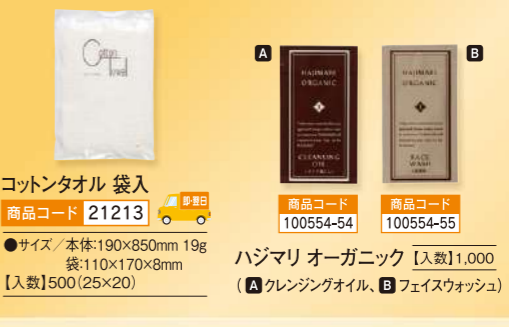 Cotton
Towel
コットンタオル 袋入
商品コード 21213
即・翌日
●サイズ／本体:190×850mm 19g
袋:110×170×8mm
【入数】500(25×20)
A
HAJIMARI
ORGANIC
CLEANSING
OIL
商品コード
100554-54
B
HAJIMARI
ORGANIC
FACE
WASH
商品コード
100554-55
ハジマリ オーガニック 【入数】1,000
( A クレンジングオイル、 B フェイスウォッシュ)